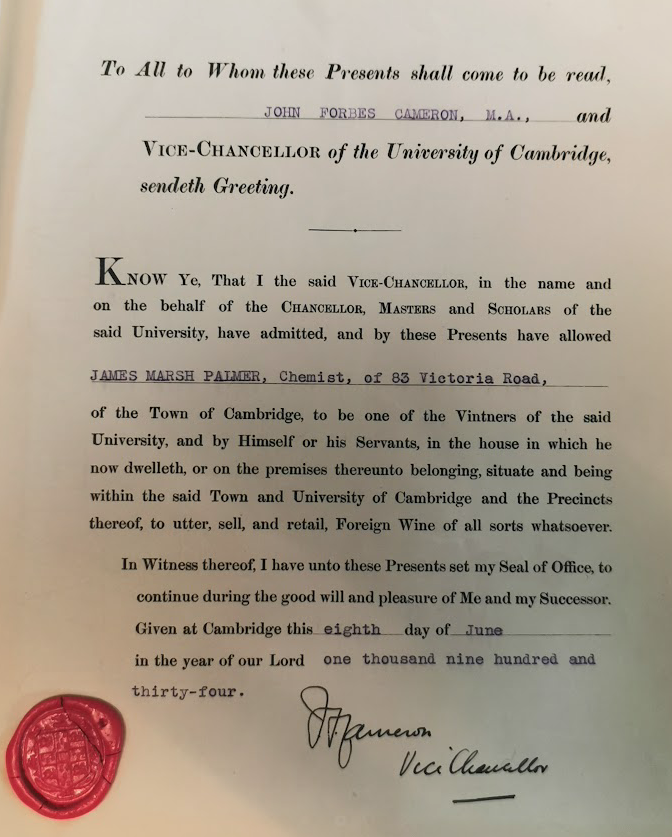 To All to Whom these Presents shall come to be read,
JOHN FORBES CAMERON, M.A., and
VICE-CHANCELLOR of the University of Cambridge,
sendeth Greeting.
KNOW Ye, That I the said VICE-CHANCELLOR, in the name and
on the behalf of the CHANCELLOR, MASTERS and SCHOLARS of the
said University, have admitted, and by these Presents have allowed
JAMES MARSH PALMER, Chemist, of 83 Victoria Road,
of the Town of Cambridge, to be one of the Vintners of the said
University, and by Himself or his Servants, in the house in which he
now dwelleth, or on the premises thereunto belonging, situate and being
within the said Town and University of Cambridge and the Precincts
thereof, to utter, sell, and retail, Foreign Wine of all sorts whatsoever.
In Witness thereof, I have unto these Presents set my Seal of Office, to
continue during the good will and pleasure of Me and my Successor.
Given at Cambridge this eighth day of June
in the year of our Lord one thousand nine hundred and
thirty-four.
JFCameron
Vice Chancellor